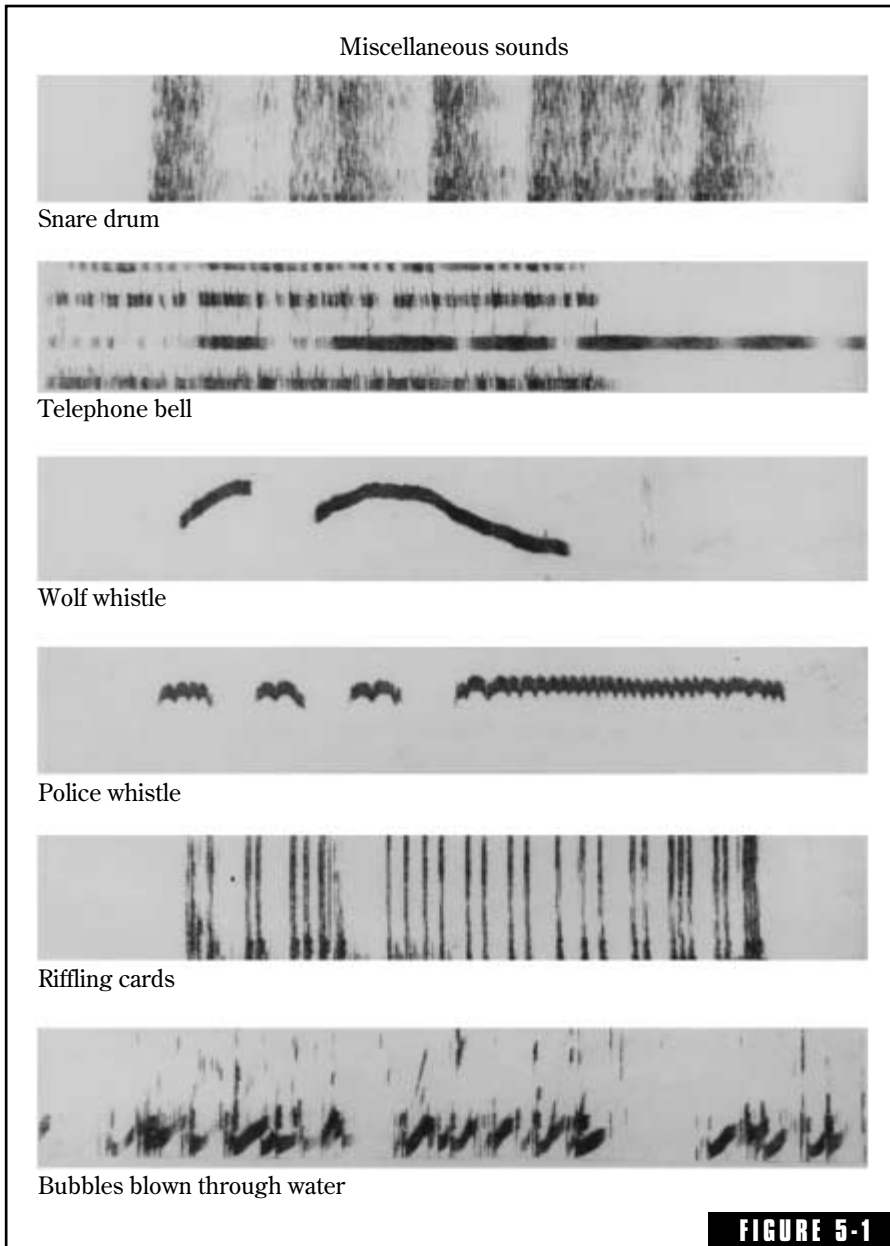 Miscellaneous sounds
Snare drum
Telephone bell
Wolf whistle
Police whistle
Riffling cards
Bubbles blown through water
FIGURE 5-1